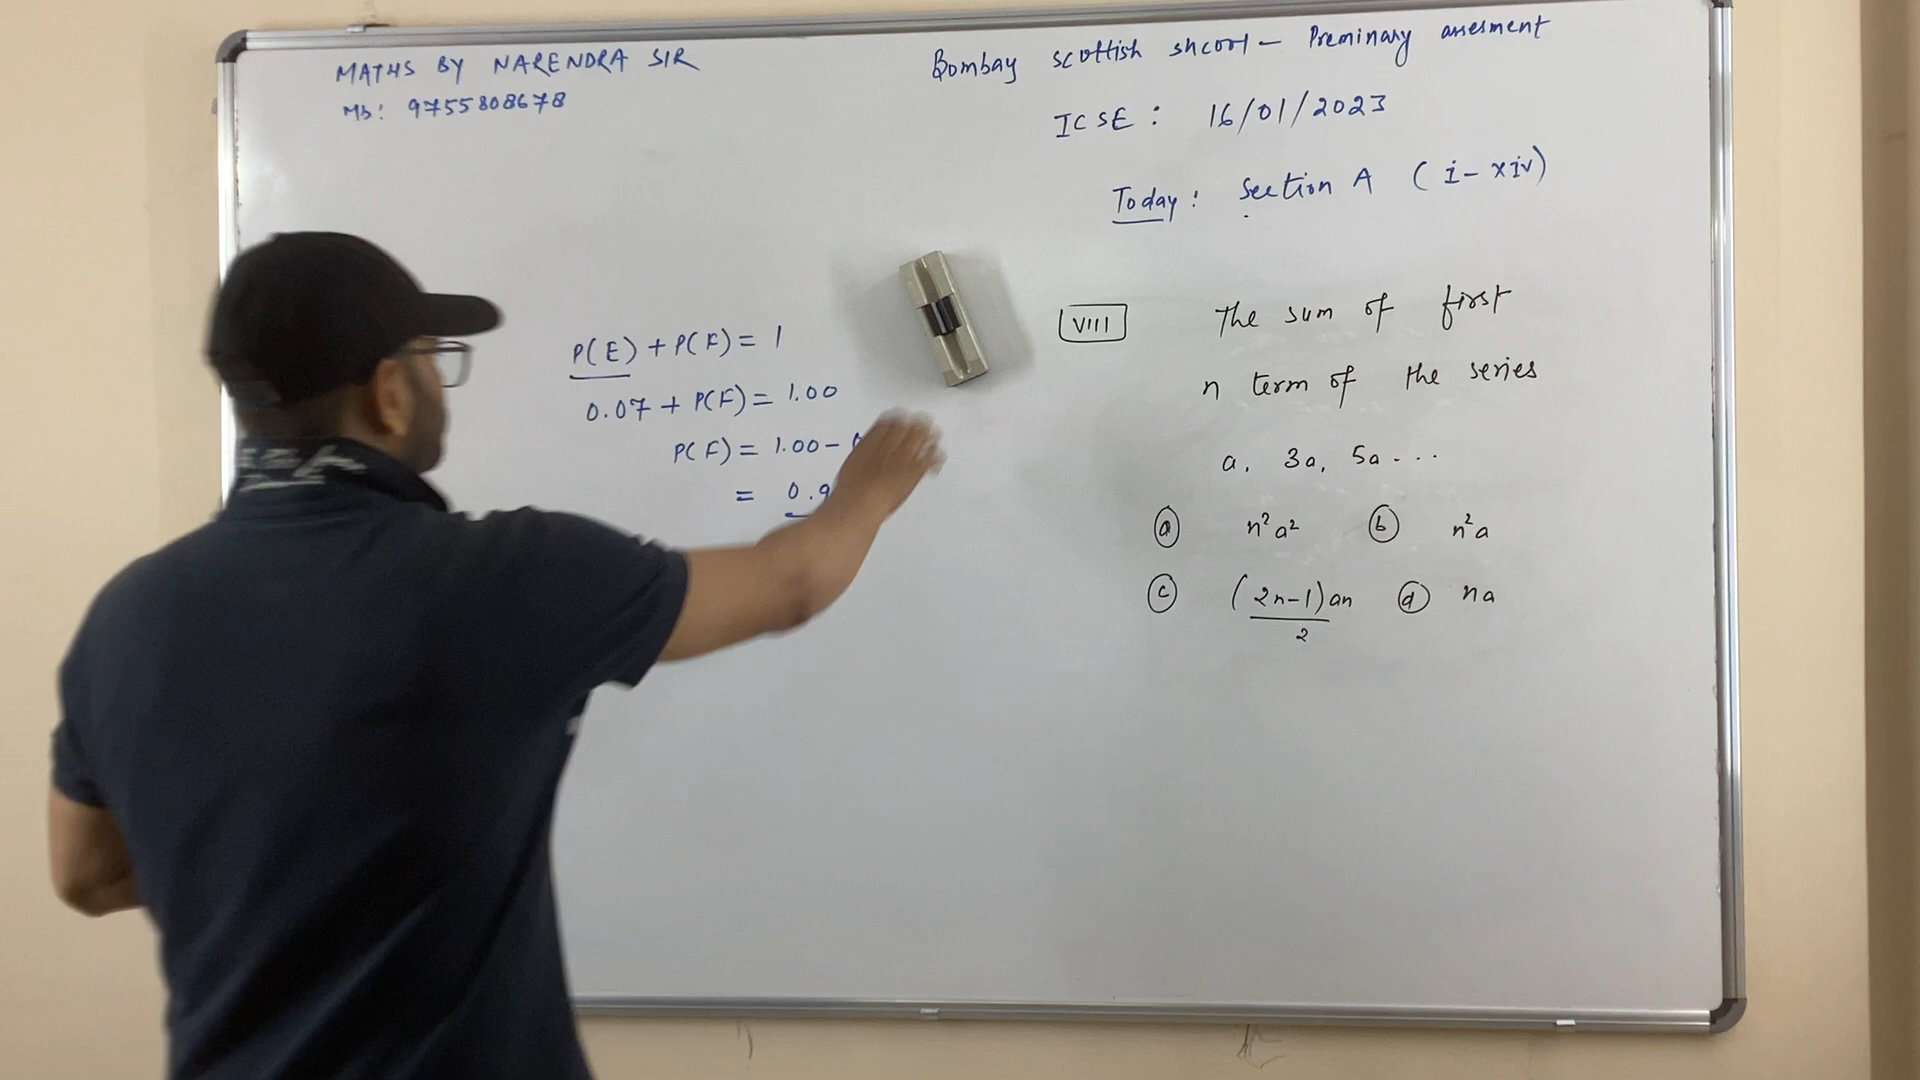 MATHS BY NARENDRA SIR
Mb: 9755808678
Bombay scottish shcool - Preminary assesment
ICSE: 16/01/2023
Today: Section A (i-xiv)
P(E) + P(F) = 1
0.07 + P(F) = 1.00
P(F) = 1.00 -
= 0.9
VIII The sum of first
n term of the series
a, 3a, 5a...
(a) n²a² (b) n²a
(c) (2n-1)an (d) na
2